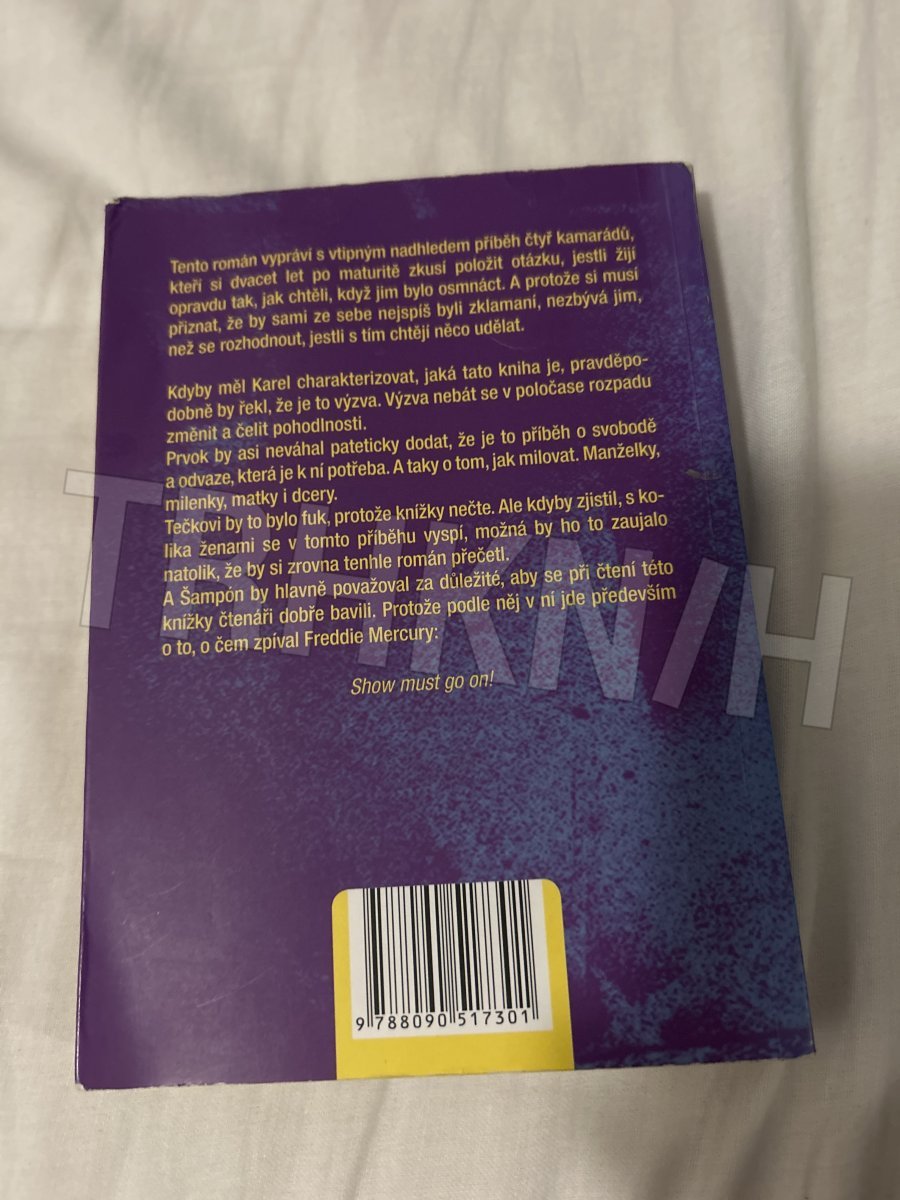 Tento román vypráví s vtipným nadhledem příběh čtyř kamarádů,
kteří si dvacet let po maturitě zkusí položit otázku, jestli žijí
opravdu tak, jak chtěli, když jim bylo osmnáct. A protože si musí
přiznat, že by sami ze sebe nejspíš byli zklamaní, nezbývá jim,
než se rozhodnout, jestli s tím chtějí něco udělat.
Kdyby měl Karel charakterizovat, jaká tato kniha je, pravděpo-
dobně by řekl, že je to výzva. Výzva nebát se v poločase rozpadu
změnit a čelit pohodlnosti.
Prvok by asi neváhal pateticky dodat, že je to příběh o svobodě
a odvaze, která je k ní potřeba. A taky o tom, jak milovat. Manželky,
milenky, matky i dcery.
Tečkovi by to bylo fuk, protože knížky nečte. Ale kdyby zjistil, s ko-
lika ženami se v tomto příběhu vyspí, možná by ho to zaujalo
natolik, že by si zrovna tenhle román přečetl.
A Šampón by hlavně považoval za důležité, aby se při čtení této
knížky čtenáři dobře bavili. Protože podle něj v ní jde především
o to, o čem zpíval Freddie Mercury:
Show must go on!
TRHKNIH
9 788090 517301